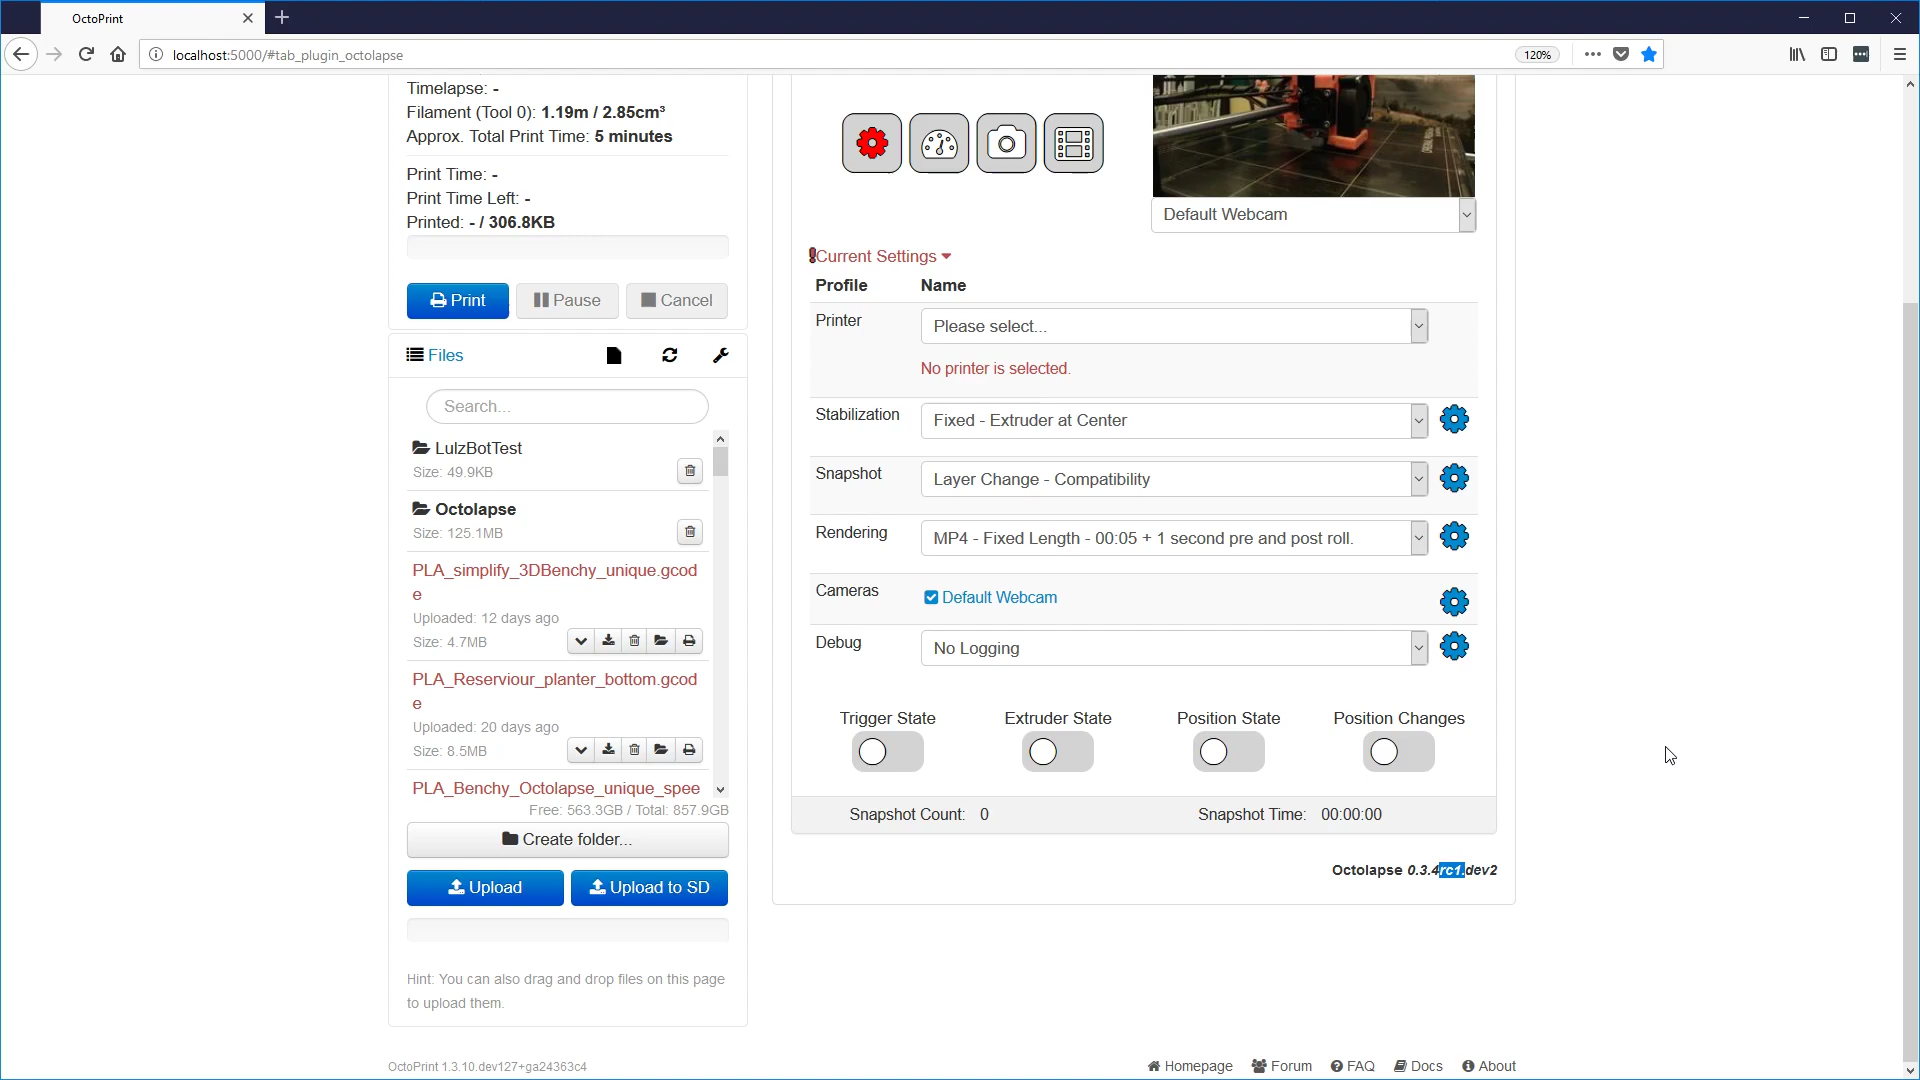 OctoPrint
localhost:5000/#tab_plugin_octolapse
120%
Timelapse: -
Filament (Tool 0): 1.19m / 2.85cm³
Approx. Total Print Time: 5 minutes
Print Time: -
Print Time Left: -
Printed: - / 306.8KB
Print
Pause
Cancel
Files
Search...
LulzBotTest
Size: 49.9KB
Octolapse
Size: 125.1MB
PLA_simplify_3DBenchy_unique.gcod
e
Uploaded: 12 days ago
Size: 4.7MB
PLA_Reserviour_planter_bottom.gcod
e
Uploaded: 20 days ago
Size: 8.5MB
PLA_Benchy_Octolapse_unique_spee
Free: 563.3GB / Total: 857.9GB
Create folder...
Upload
Upload to SD
Hint: You can also drag and drop files on this page
to upload them.
Default Webcam
Current Settings
Profile Name
Printer Please select...
No printer is selected.
Stabilization Fixed - Extruder at Center
Snapshot Layer Change - Compatibility
Rendering MP4 - Fixed Length - 00:05 + 1 second pre and post roll.
Cameras Default Webcam
Debug No Logging
Trigger State Extruder State Position State Position Changes
Snapshot Count: 0 Snapshot Time: 00:00:00
Octolapse 0.3.4rc1.dev2
OctoPrint 1.3.10.dev127+ga24363c4
Homepage Forum FAQ Docs About